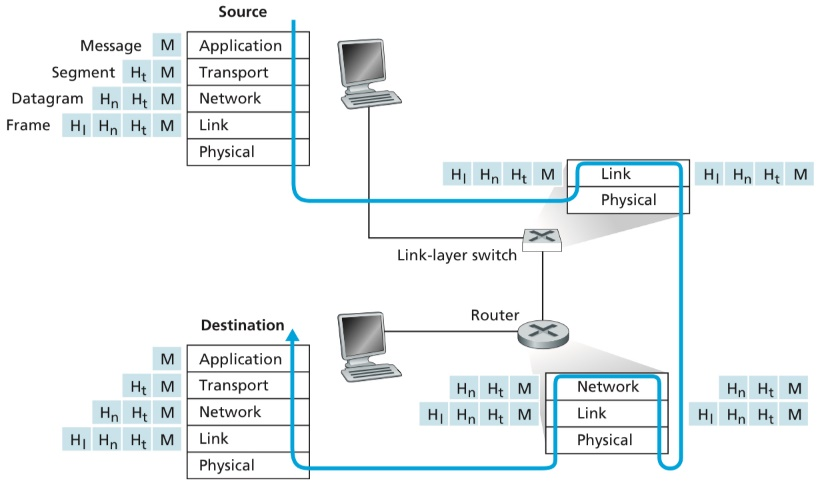 Source
Message M Application
Segment Ht M Transport
Datagram Hn Ht M Network
Frame Hl Hn Ht M Link
Physical
Hl Hn Ht M Link Hl Hn Ht M
Physical
Link-layer switch
Router
Destination
M Application
Ht M Transport
Hn Ht M Network
Hl Hn Ht M Link
Physical
Hn Ht M Network Hn Ht M
Hl Hn Ht M Link Hl Hn Ht M
Physical